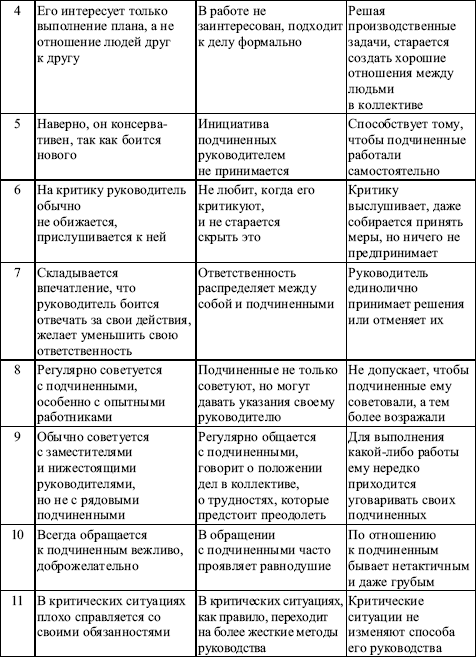 4
Его интересует только
выполнение плана, а не
отношение людей друг
к другу
В работе не
заинтересован, подходит
к делу формально
Решая
производственные
задачи, старается
создать хорошие
отношения между
людьми
в коллективе
5
Наверно, он консерва-
тивен, так как боится
нового
Инициатива
подчиненных
руководителем
не принимается
Способствует тому,
чтобы подчиненные
работали
самостоятельно
6
На критику руководитель
обычно
не обижается,
прислушивается к ней
Не любит, когда его
критикуют,
и не старается
скрыть это
Критику
выслушивает, даже
собирается принять
меры, но ничего не
предпринимает
7
Складывается
впечатление, что
руководитель боится
отвечать за свои действия,
желает уменьшить свою
ответственность
Ответственность
распределяет между
собой и подчиненными
Руководитель
единолично
принимает решения
или отменяет их
8
Регулярно советуется
с подчиненными,
особенно с опытными
работниками
Подчиненные не только
советуют, но могут
давать указания своему
руководителю
Не допускает, чтобы
подчиненные ему
советовали, а тем
более возражали
9
Обычно советуется
с заместителями
и нижестоящими
руководителями,
но не с рядовыми
подчиненными
Регулярно общается
с подчиненными,
говорит о положении
дел в коллективе,
о трудностях, которые
предстоит преодолеть
Для выполнения
какой-либо работы
ему нередко
приходится
уговаривать своих
подчиненных
10
Всегда обращается
к подчиненным вежливо,
доброжелательно
В обращении
с подчиненными часто
проявляет равнодушие
По отношению
к подчиненным
бывает нетактичным
и даже грубым
11
В критических ситуациях
плохо справляется со
своими обязанностями
В критических ситуациях,
как правило, переходит
на более жесткие методы
руководства
Критические
ситуации не
изменяют способа
его руководства